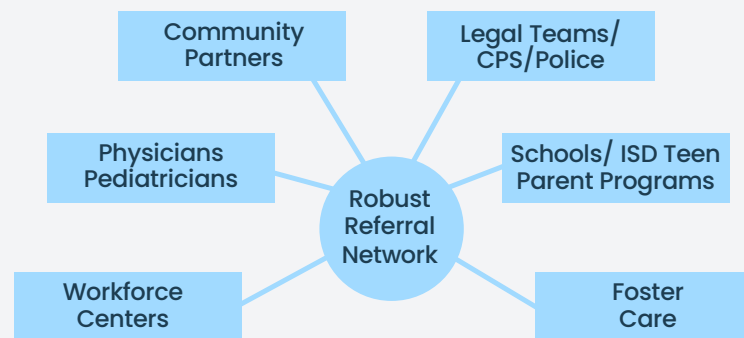 Community
Partners
Legal Teams/
CPS/Police
Physicians
Pediatricians
Schools/ ISD Teen
Parent Programs
Robust
Referral
Network
Workforce
Centers
Foster
Care